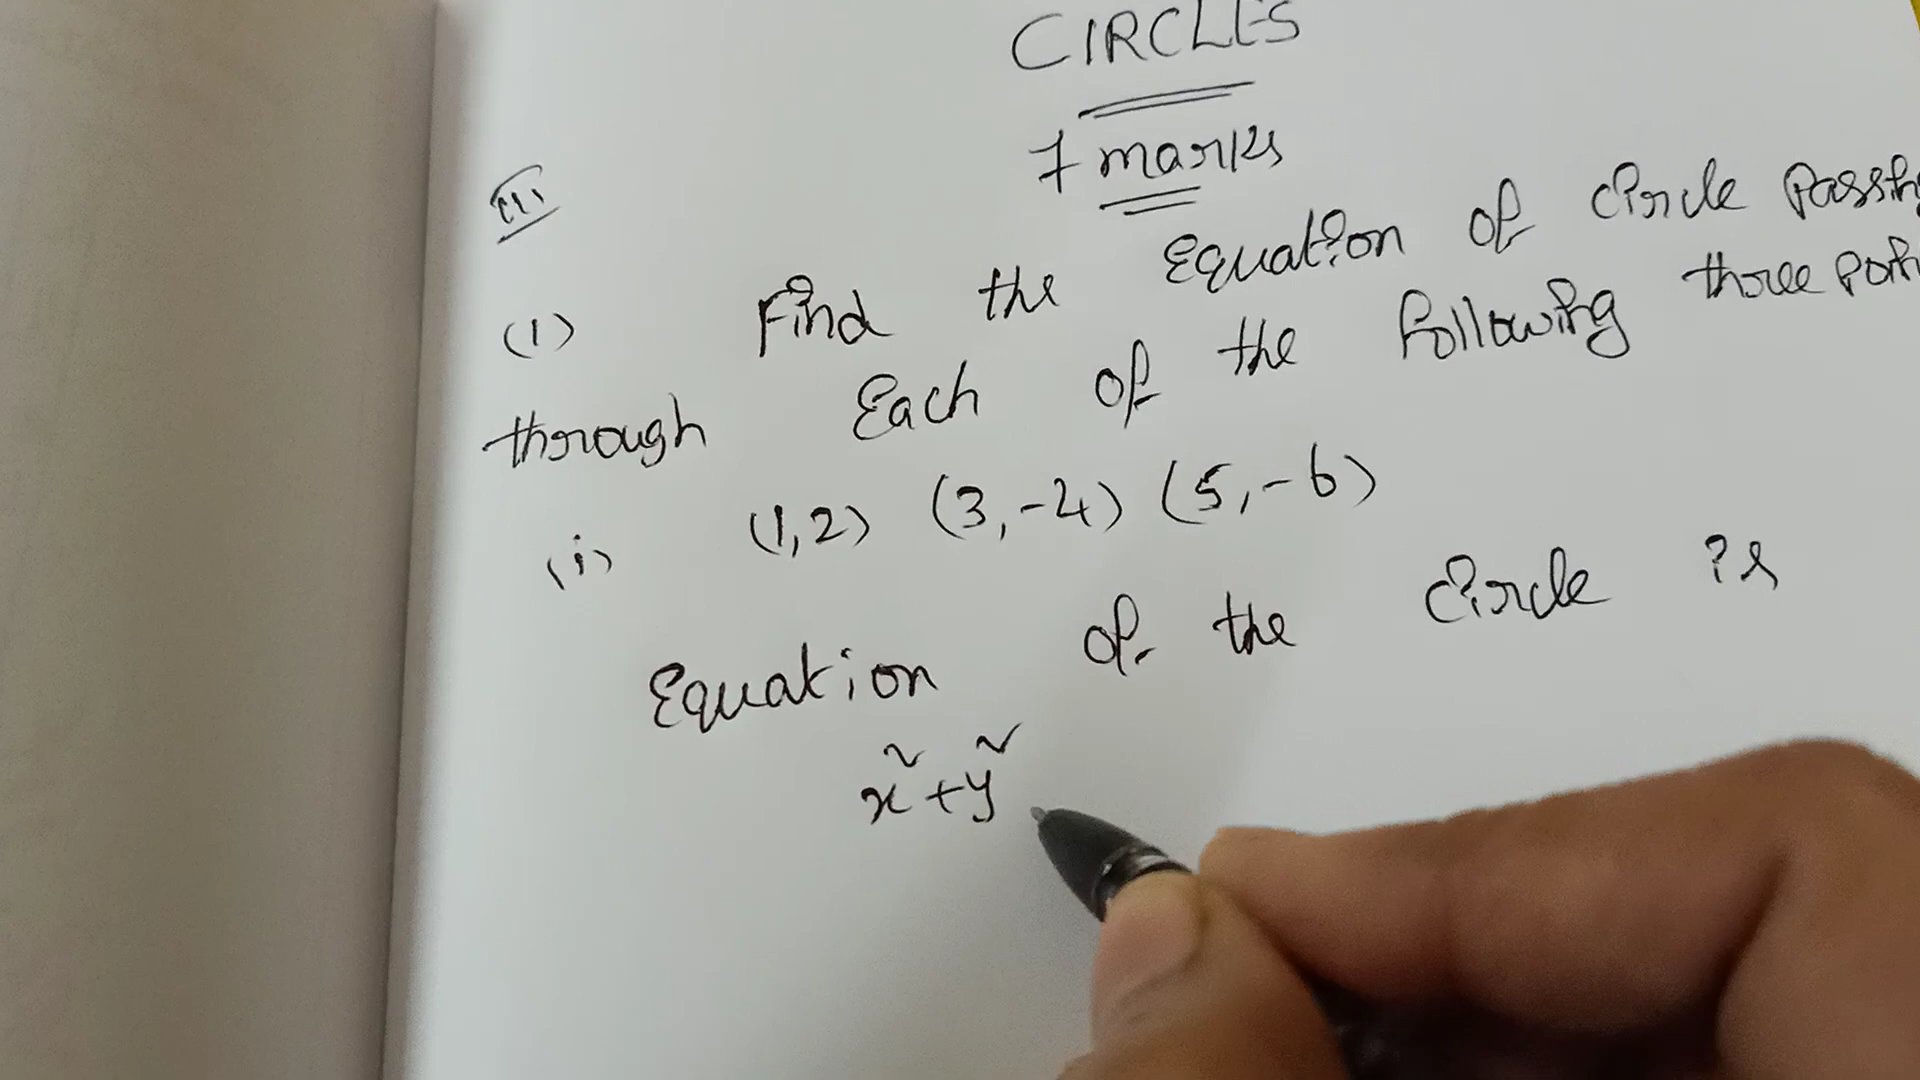 CIRCLES
7 marks
III
(1) Find the Equation of circle
through Each of the following three
(i) (1,2) (3,-4) (5,-6)
Equation of the circle is
x²+y²